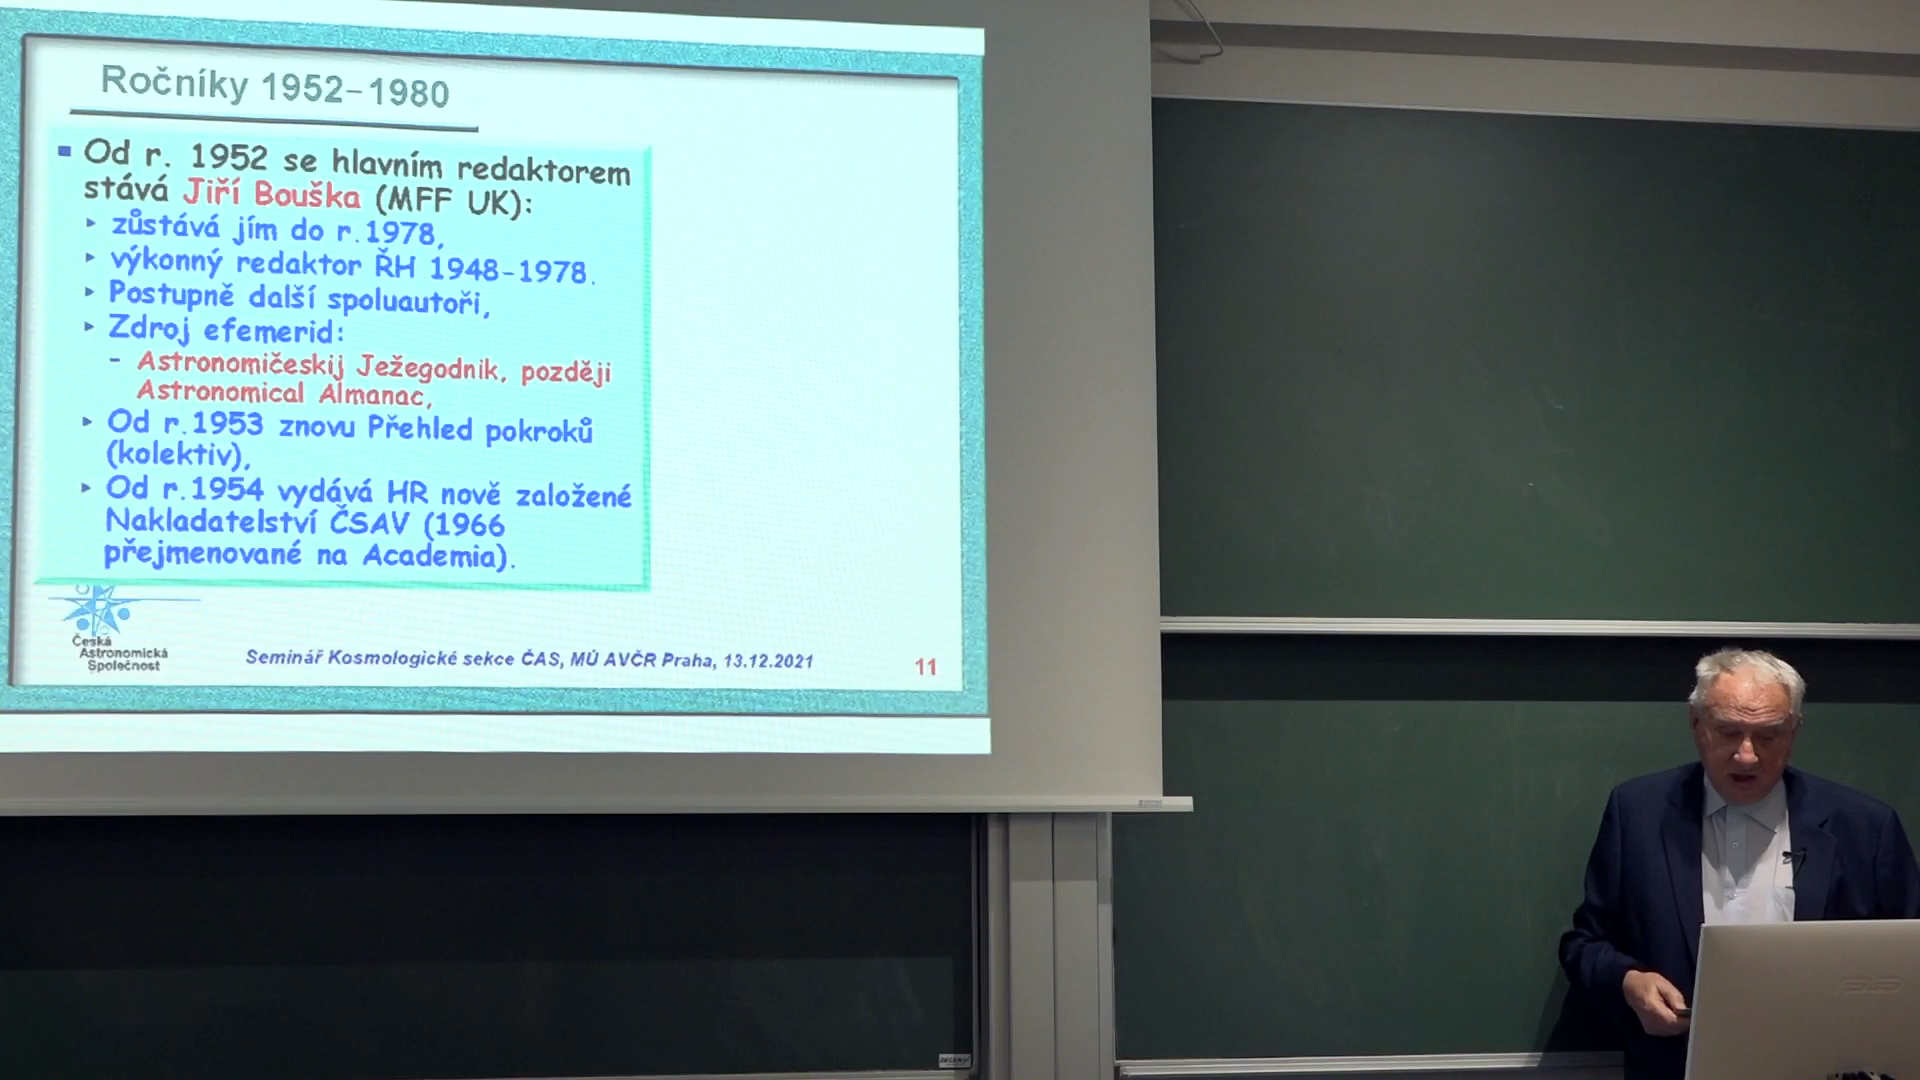 Ročníky 1952-1980
Od r. 1952 se hlavním redaktorem
stává Jiří Bouška (MFF UK):
zůstává jím do r.1978,
výkonný redaktor ŘH 1948-1978.
Postupně další spoluautoři,
Zdroj efemerid:
- Astronomičeskij Ježegodnik, později
Astronomical Almanac,
Od r.1953 znovu Přehled pokroků
(kolektiv),
Od r.1954 vydává HR nově založené
Nakladatelství ČSAV (1966
přejmenované na Academia).
Česká
Astronomická
Společnost
Seminář Kosmologické sekce ČAS, MÚ AVČR Praha, 13.12.2021
11
ASUS